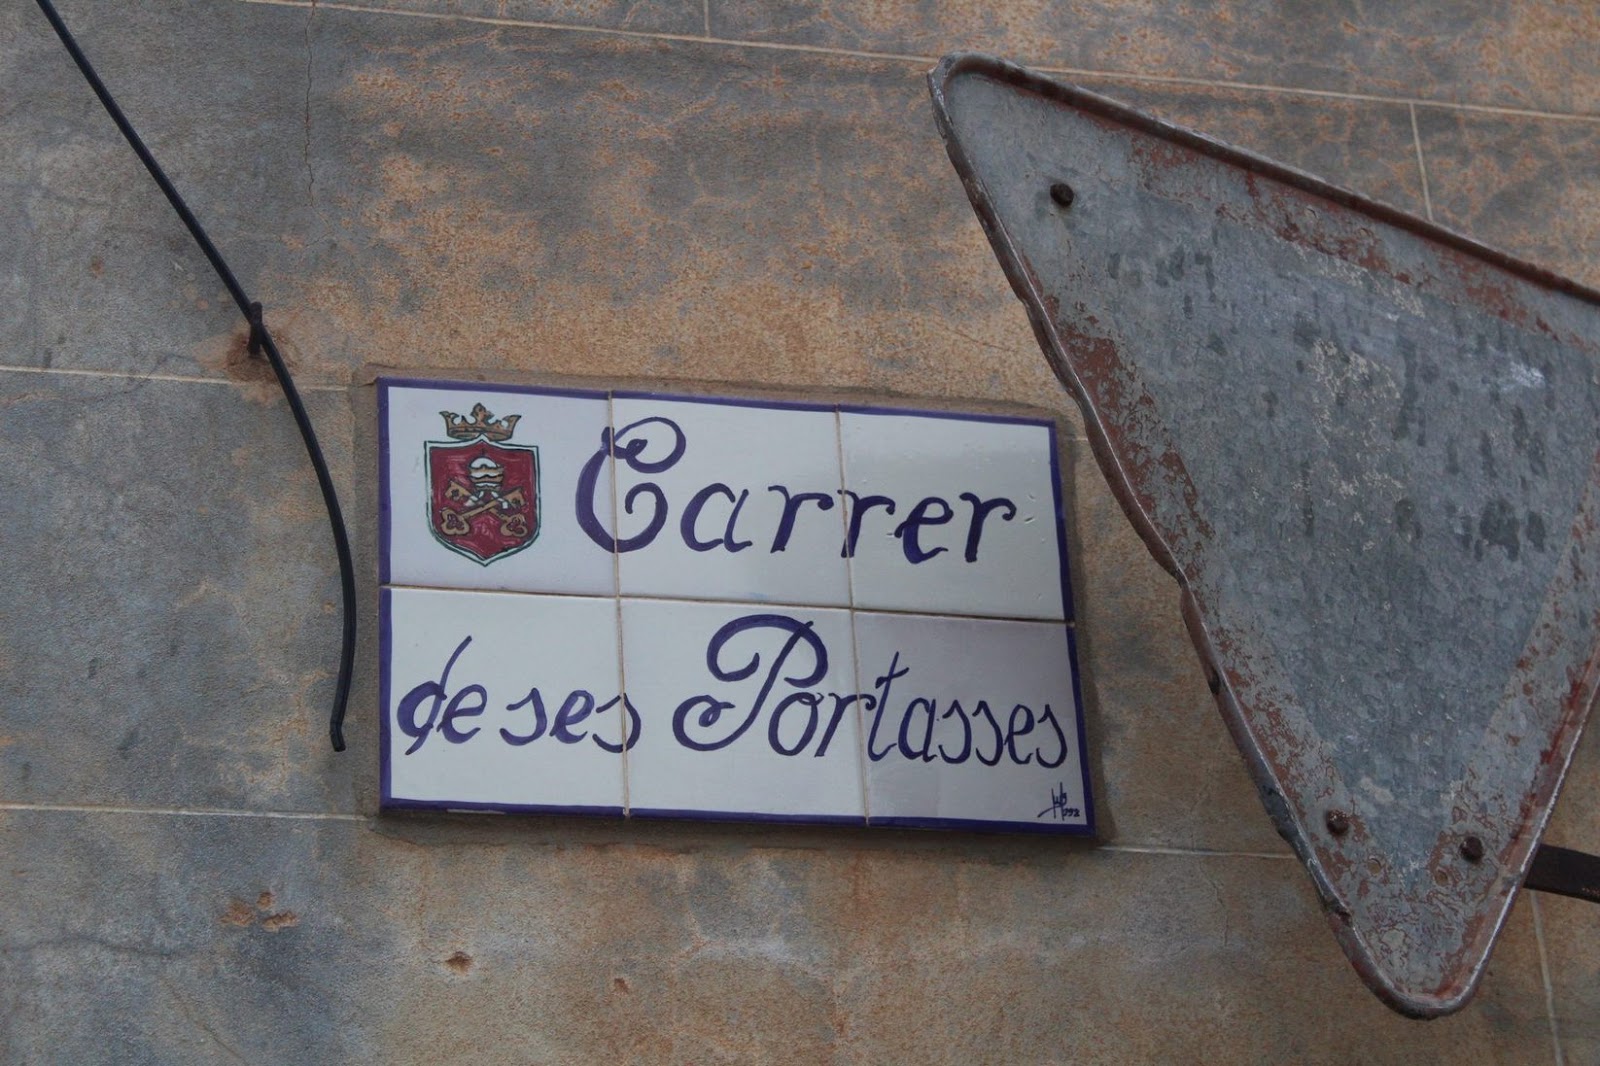 Carrer
de ses Portasses